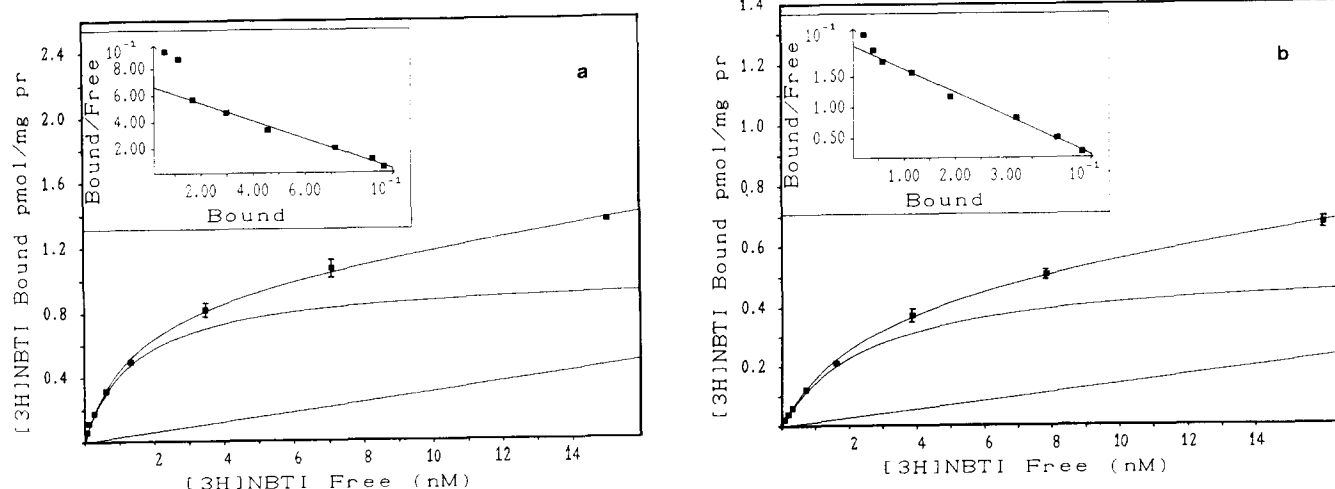 a
[3H]NBTI Bound pmol/mg pr
2.4
2.0
1.6
1.2
0.8
0.4
2 4 6 8 10 12 14
[3H]NBTI Free (nM)
Bound/Free
10⁻¹
8.00
6.00
4.00
2.00
2.00 4.00 6.00 10⁻¹
Bound
b
[3H]NBTI Bound pmol/mg pr
1.4
1.2
1.0
0.8
0.6
0.4
0.2
2 4 6 8 10 12 14
[3H]NBTI Free (nM)
Bound/Free
10⁻¹
1.50
1.00
0.50
1.00 2.00 3.00 10⁻¹
Bound